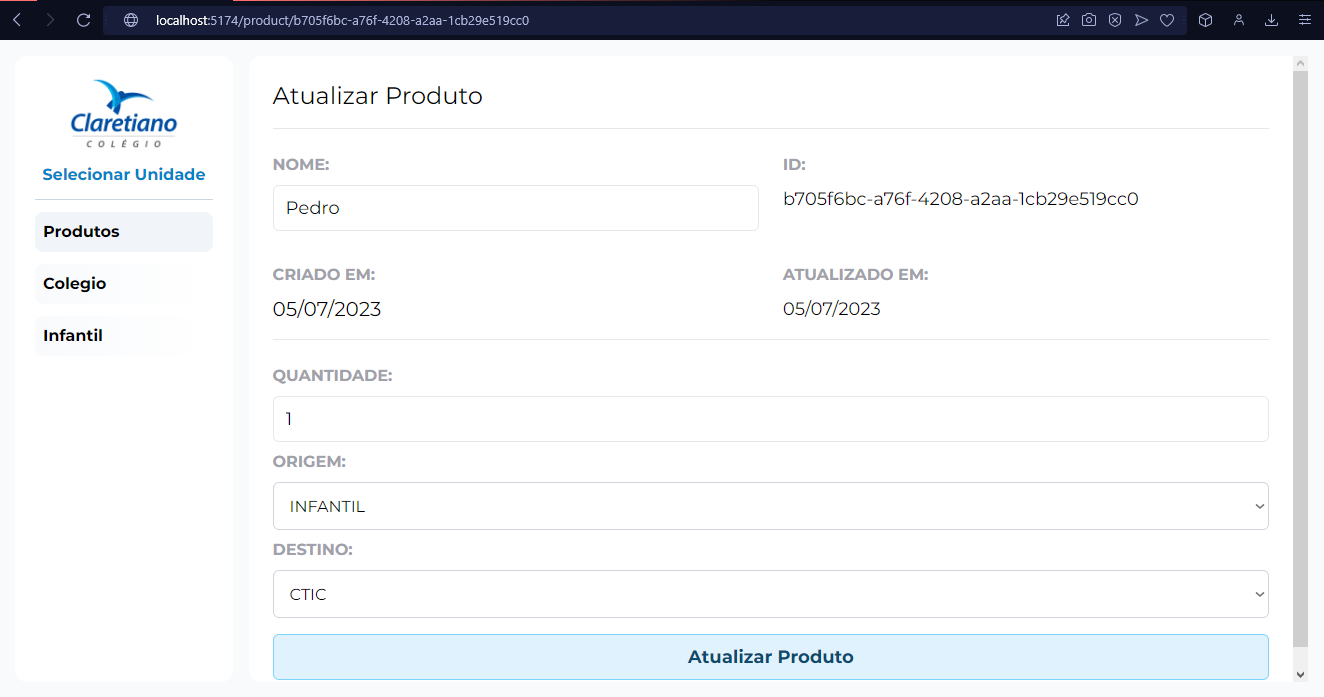 localhost:5174/product/b705f6bc-a76f-4208-a2aa-1cb29e519cc0
Claretiano
COLÉGIO
Selecionar Unidade
Produtos
Colegio
Infantil
Atualizar Produto
NOME:
Pedro
ID:
b705f6bc-a76f-4208-a2aa-1cb29e519cc0
CRIADO EM:
05/07/2023
ATUALIZADO EM:
05/07/2023
QUANTIDADE:
1
ORIGEM:
INFANTIL
DESTINO:
CTIC
Atualizar Produto